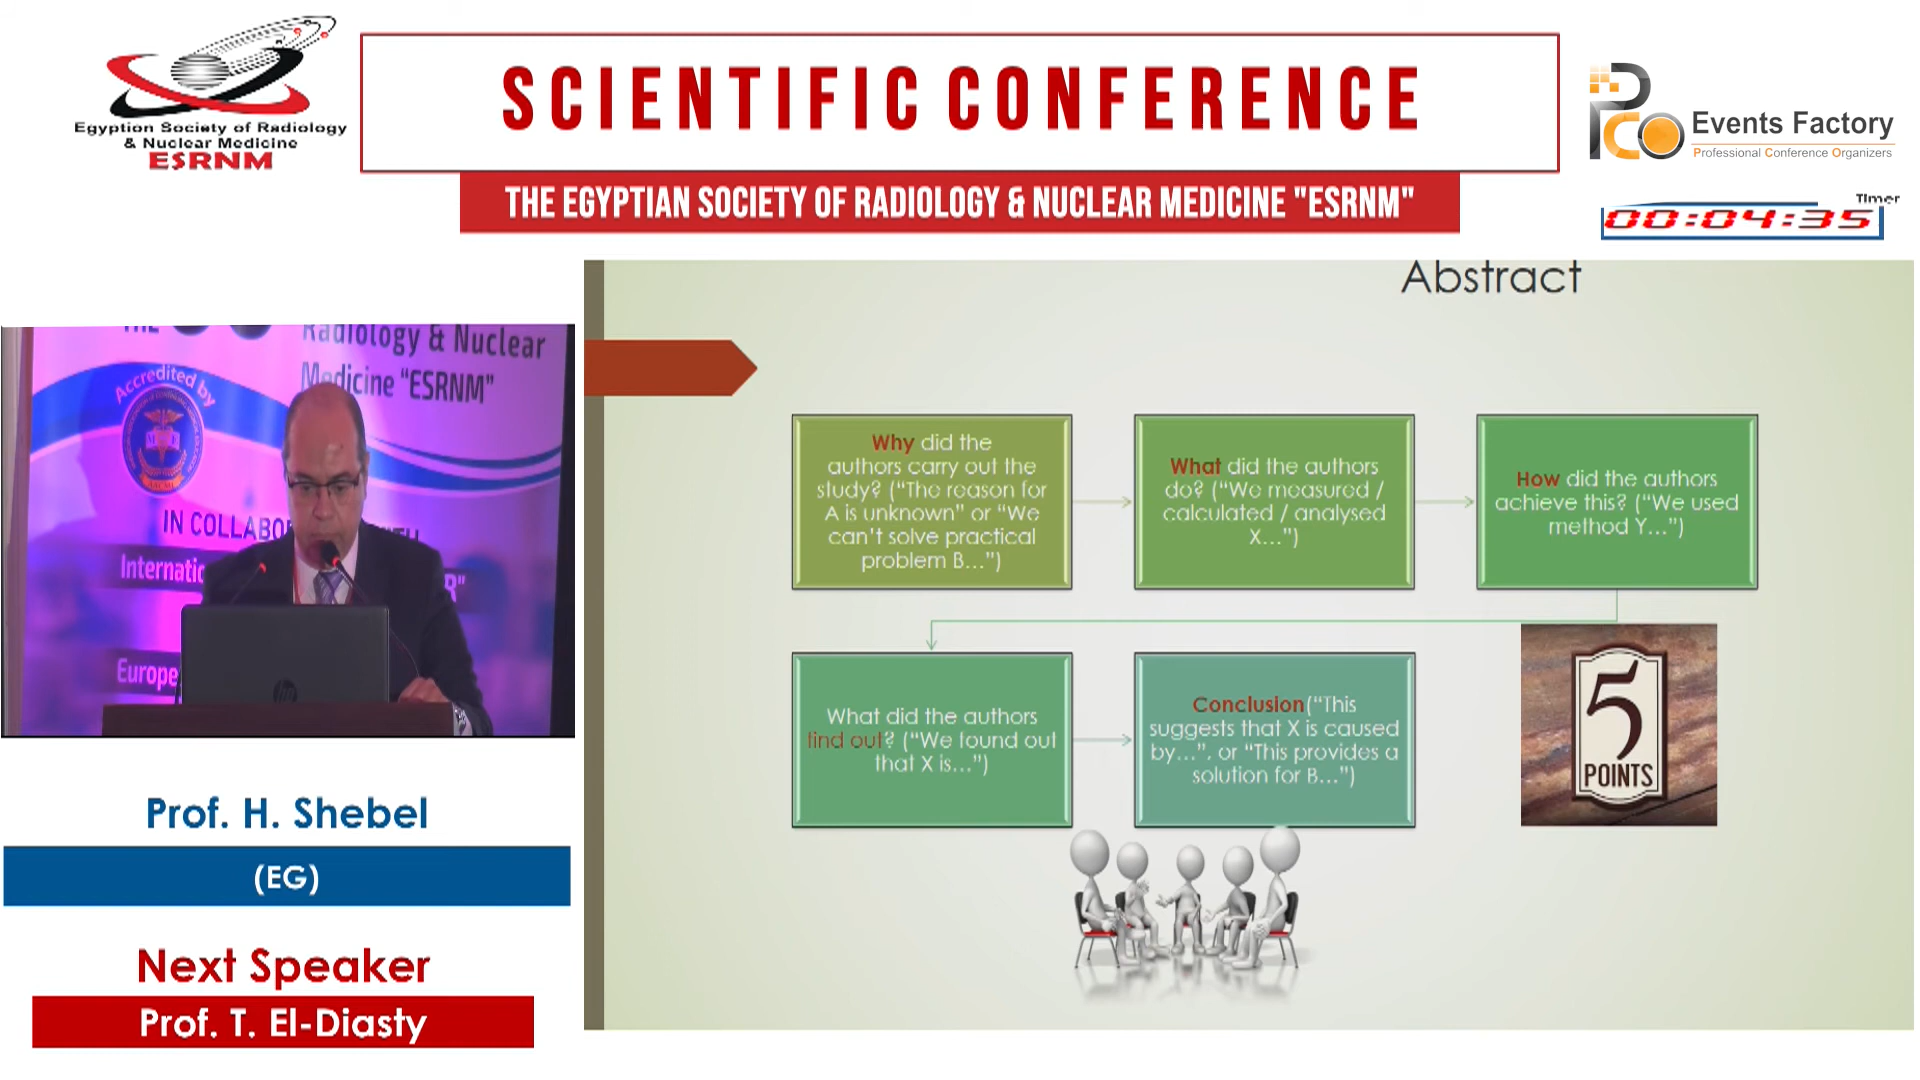 Egyptian Society of Radiology
& Nuclear Medicine
ESRNM
SCIENTIFIC CONFERENCE
THE EGYPTIAN SOCIETY OF RADIOLOGY & NUCLEAR MEDICINE "ESRNM"
PCO
Events Factory
Professional Conference Organizers
Timer
00:04:35
Radiology & Nuclear
Medicine "ESRNM"
Accredited by
IN COLLABO
Internatio
Europe
hp
Prof. H. Shebel
(EG)
Next Speaker
Prof. T. El-Diasty
Abstract
Why did the
authors carry out the
study? (“The reason for
A is unknown” or “We
can’t solve practical
problem B…”)
What did the authors
do? (“We measured /
calculated / analysed
X…”)
How did the authors
achieve this? (“We used
method Y…”)
What did the authors
find out? (“We found out
that X is…”)
Conclusion(“This
suggests that X is caused
by…”, or “This provides a
solution for B…”)
5
POINTS